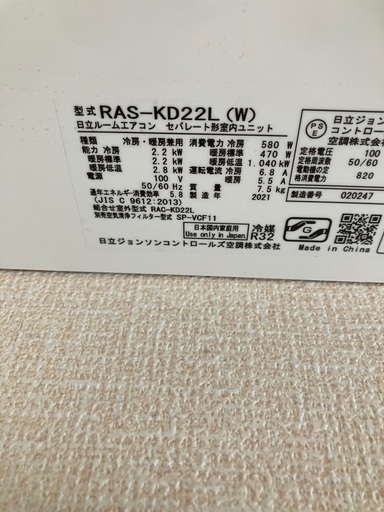 型式 RAS-KD22L (W)
日立ルームエアコン セパレート形室内ユニット
種類 冷房・暖房兼用 消費電力 冷房 580 W
能力 冷房 2.2 kW 暖房標準 470 W
暖房標準 2.2 kW 暖房低温 1.040 kW
暖房低温 2.8 kW 運転電流 冷房 6.8 A
電源 100 V 暖房 5.5 A
50/60 Hz 質量 7.5 kg
通年エネルギー消費効率 5.8 製造年 2021
(JIS C 9612:2013)
組合せ室外型式 RAC-KD22L
別売空気清浄フィルター型式 SP-VCF11
日立ジョンソンコントロールズ空調株式会社
日本国内家庭用
Use only in Japan
冷媒
R32
PS
E
日立ジョン
コントロール
空調株式会
定格電圧 100
定格周波数 50/60
電動機の定
格消費電力 820
製造番号 020247
G
Made in China